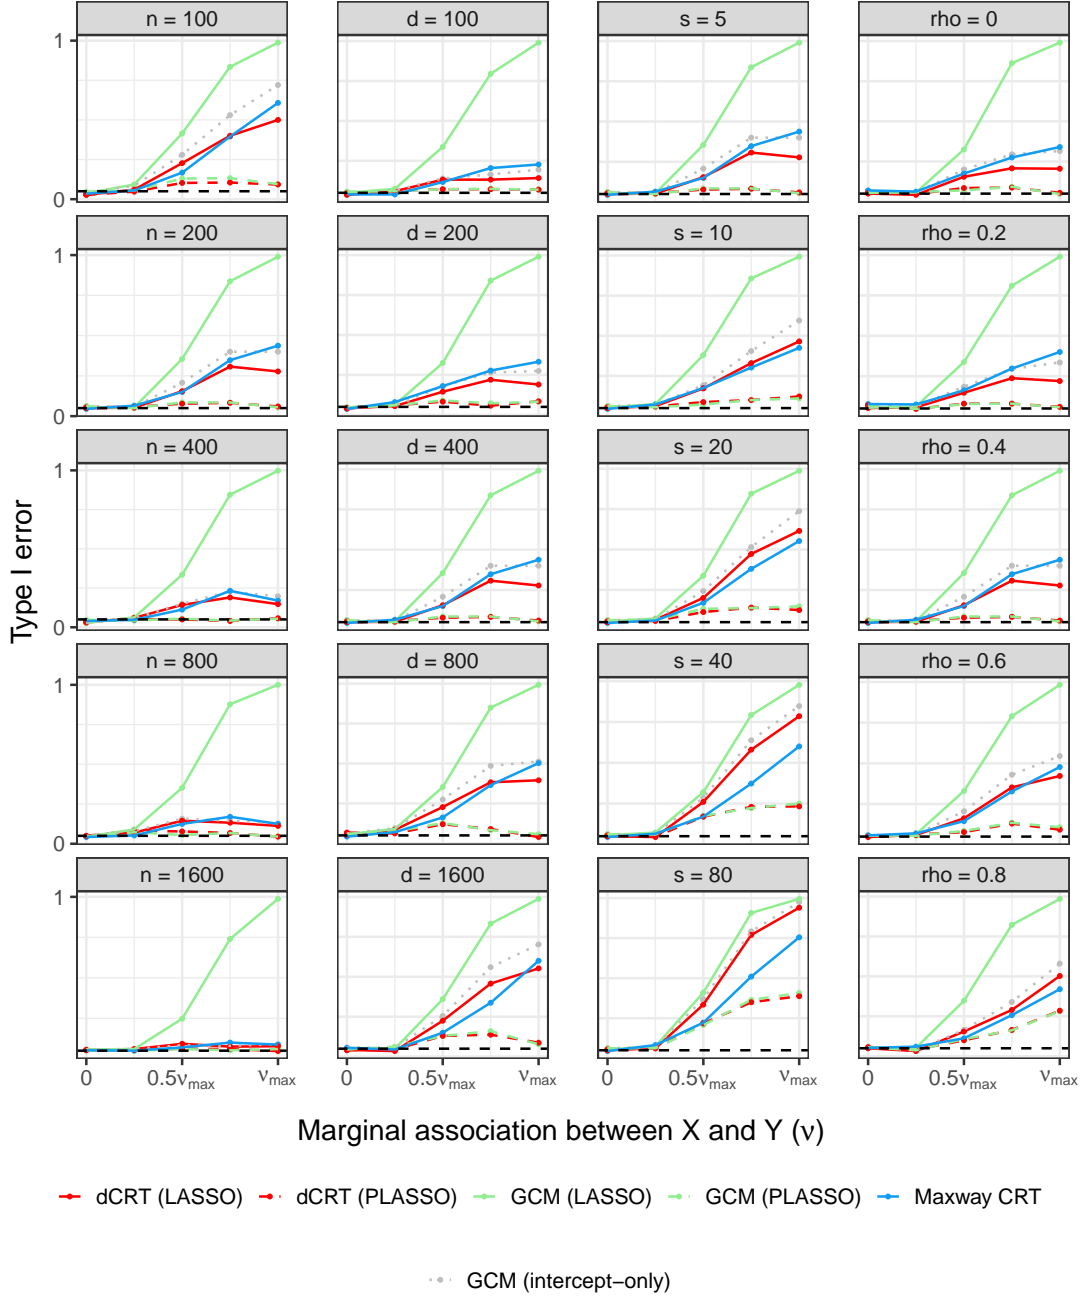 n = 100 d = 100 s = 5 rho = 0
1
0
n = 200 d = 200 s = 10 rho = 0.2
1
0
n = 400 d = 400 s = 20 rho = 0.4
1
0
n = 800 d = 800 s = 40 rho = 0.6
1
0
n = 1600 d = 1600 s = 80 rho = 0.8
1
Type I error
0 0.5νmax νmax 0 0.5νmax νmax 0 0.5νmax νmax 0 0.5νmax νmax
Marginal association between X and Y (ν)
dCRT (LASSO) dCRT (PLASSO) GCM (LASSO) GCM (PLASSO) Maxway CRT
GCM (intercept−only)